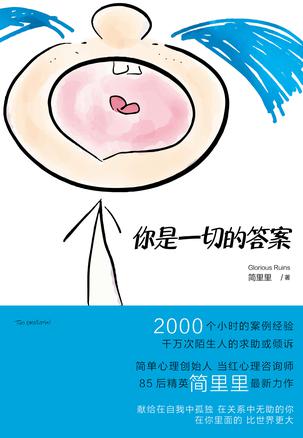 你是一切的答案
Glorious Ruins
简里里 / 著
2000个小时的案例经验
千万次陌生人的求助或倾诉
简单心理创始人 当红心理咨询师
85后精英简里里最新力作
献给在自我中孤独 在关系中无助的你
在你里面的 比世界更大